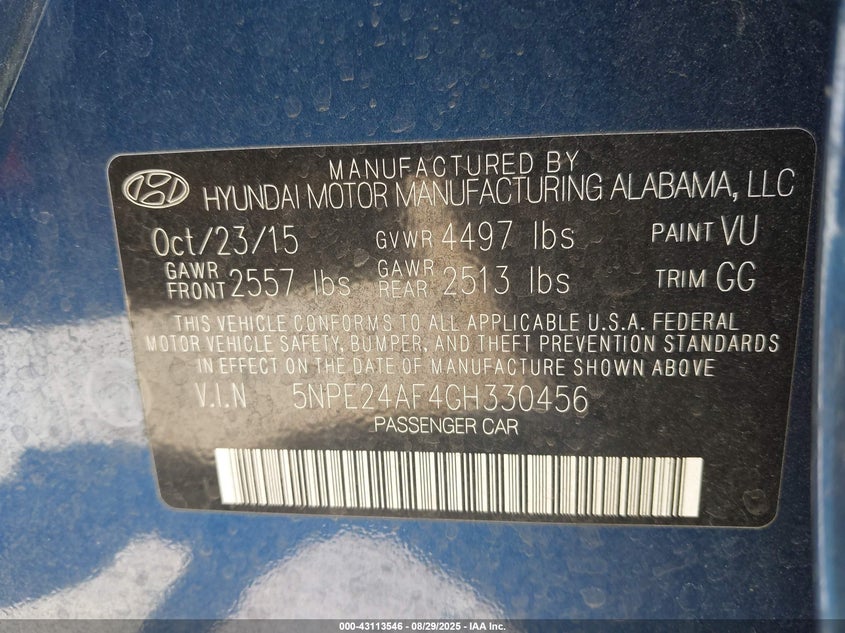 MANUFACTURED BY
HYUNDAI MOTOR MANUFACTURING ALABAMA, LLC
Oct/23/15 GVWR 4497 lbs PAINT VU
GAWR FRONT 2557 lbs GAWR REAR 2513 lbs TRIM GG
THIS VEHICLE CONFORMS TO ALL APPLICABLE U.S.A. FEDERAL
MOTOR VEHICLE SAFETY, BUMPER, AND THEFT PREVENTION STANDARDS
IN EFFECT ON THE DATE OF MANUFACTURE SHOWN ABOVE
V.I.N 5NPE24AF4GH330456
PASSENGER CAR
000-43113546 - 08/29/2025 - IAA Inc.